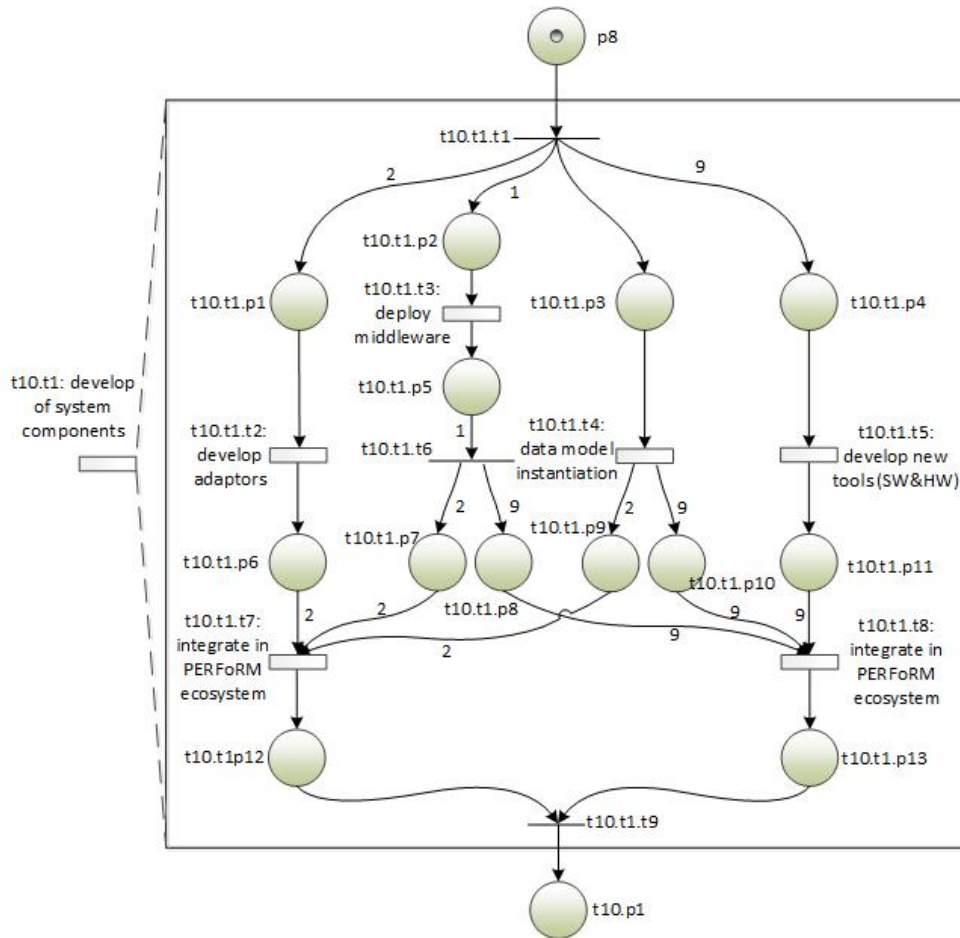 p8
t10.t1.t1
2
9
1
t10.t1.p2
t10.t1.p1
t10.t1.t3:
deploy
middleware
t10.t1.p3
t10.t1.p4
t10.t1: develop
of system
components
t10.t1.p5
1
t10.t1.t2:
develop
adaptors
t10.t1.t6
t10.t1.t4:
data model
instantiation
t10.t1.t5:
develop new
tools (SW&HW)
2
9
2
9
t10.t1.p7
t10.t1.p9
t10.t1.p6
t10.t1.p8
t10.t1.p10
t10.t1.p11
2
2
9
9
t10.t1.t7:
integrate in
PERFoRM
ecosystem
2
9
t10.t1.t8:
integrate in
PERFoRM
ecosystem
t10.t1p12
t10.t1.p13
t10.t1.t9
t10.p1